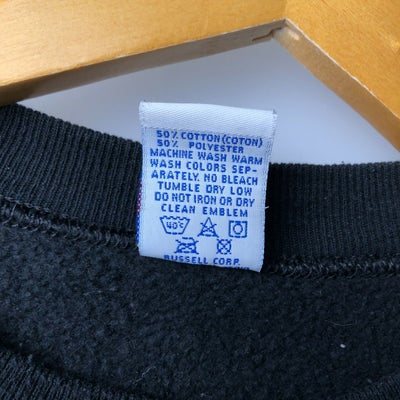 50% COTTON (COTON)
50% POLYESTER
MACHINE WASH WARM
WASH COLORS SEP-
ARATELY. NO BLEACH
TUMBLE DRY LOW
DO NOT IRON OR DRY
CLEAN EMBLEM
40°C
RUSSELL CORP.